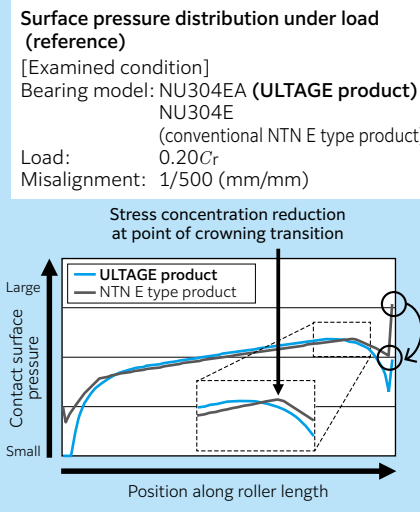 Surface pressure distribution under load
(reference)
[Examined condition]
Bearing model: NU304EA (ULTAGE product)
NU304E
(conventional NTN E type product
Load: 0.20Cr
Misalignment: 1/500 (mm/mm)
Stress concentration reduction
at point of crowning transition
ULTAGE product
NTN E type product
Large
Contact surface
pressure
Small
Position along roller length